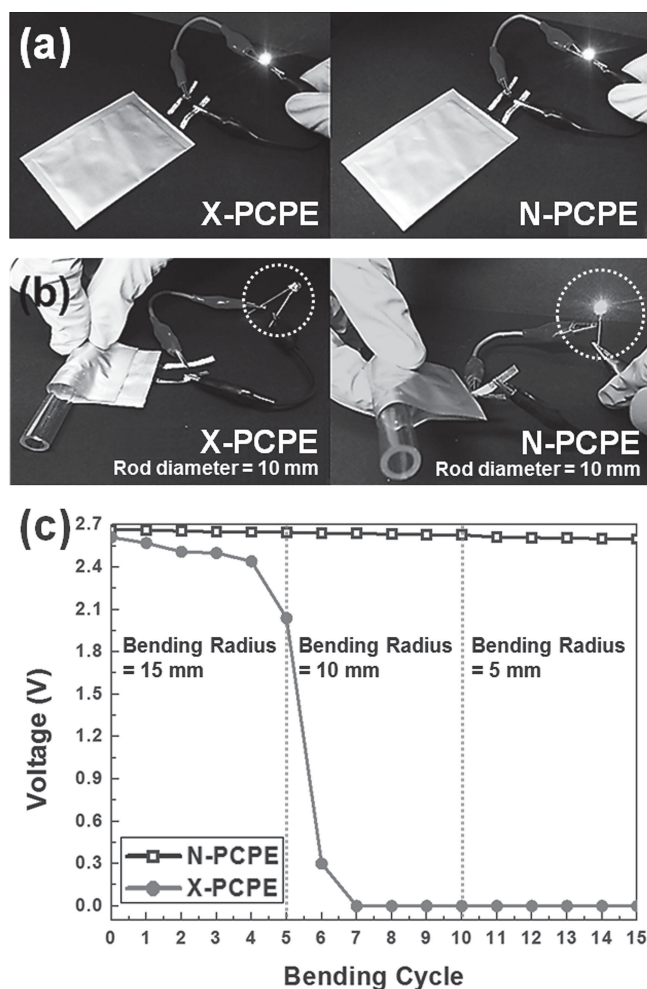 (a)
X-PCPE
N-PCPE
(b)
X-PCPE
Rod diameter = 10 mm
N-PCPE
Rod diameter = 10 mm
(c)
2.7
2.4
2.1
1.8
1.5
1.2
0.9
0.6
0.3
0.0
Voltage (V)
Bending Radius
= 15 mm
Bending Radius
= 10 mm
Bending Radius
= 5 mm
N-PCPE
X-PCPE
0 1 2 3 4 5 6 7 8 9 10 11 12 13 14 15
Bending Cycle